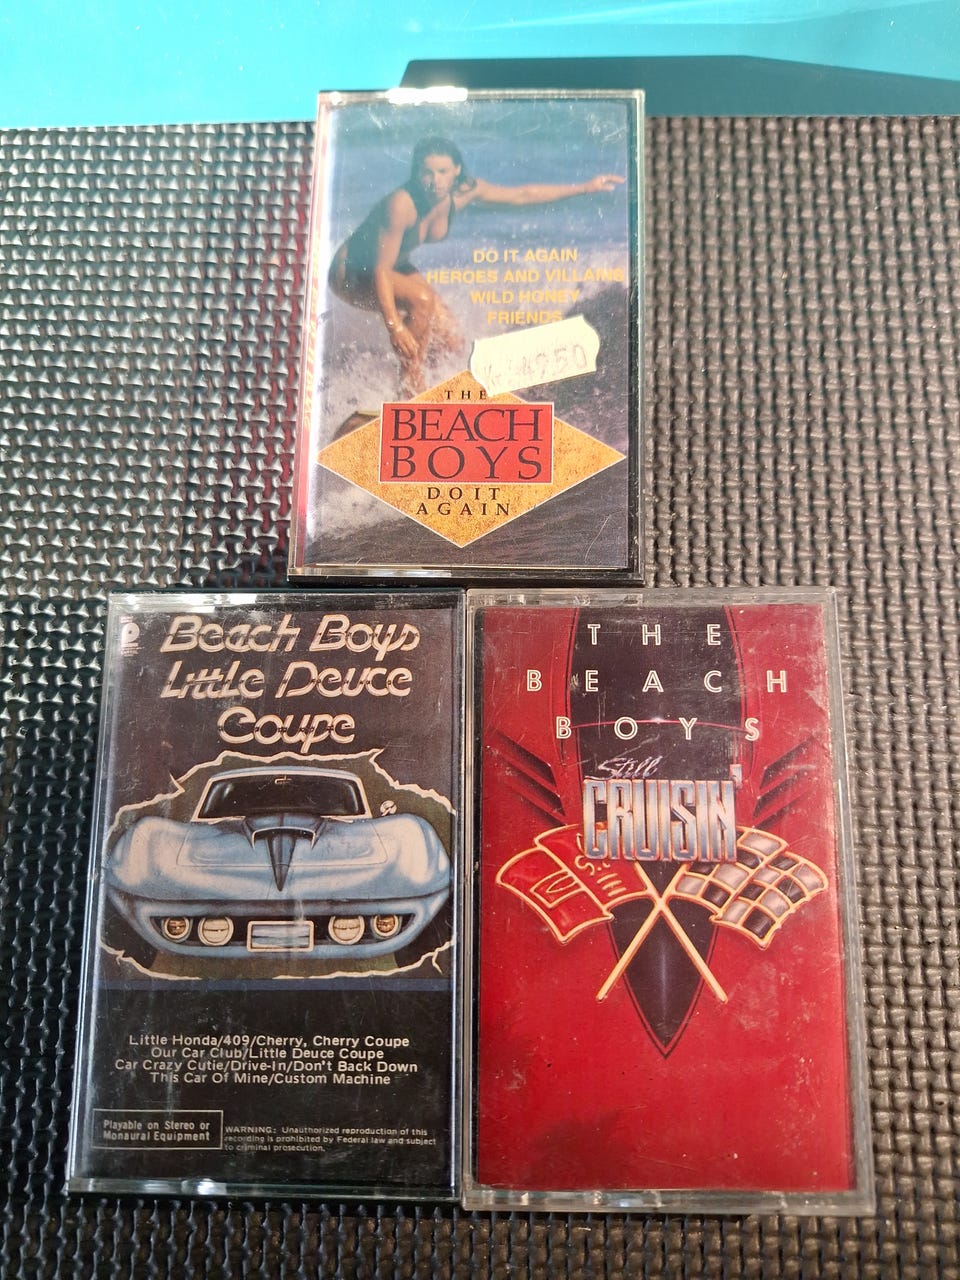 DO IT AGAIN
HEROES AND VILLAINS
WILD HONEY
FRIENDS
THE
BEACH
BOYS
DO IT
AGAIN
Beach Boys
Little Deuce
Coupe
Little Honda/409/Cherry, Cherry Coupe
Our Car Club/Little Deuce Coupe
Car Crazy Cutie/Drive-In/Don't Back Down
This Car Of Mine/Custom Machine
Playable on Stereo or
Monaural Equipment
WARNING: Unauthorized reproduction of this
recording is prohibited by Federal law and subject
to criminal prosecution.
THE
BEACH
BOYS
Still
CRUISIN'